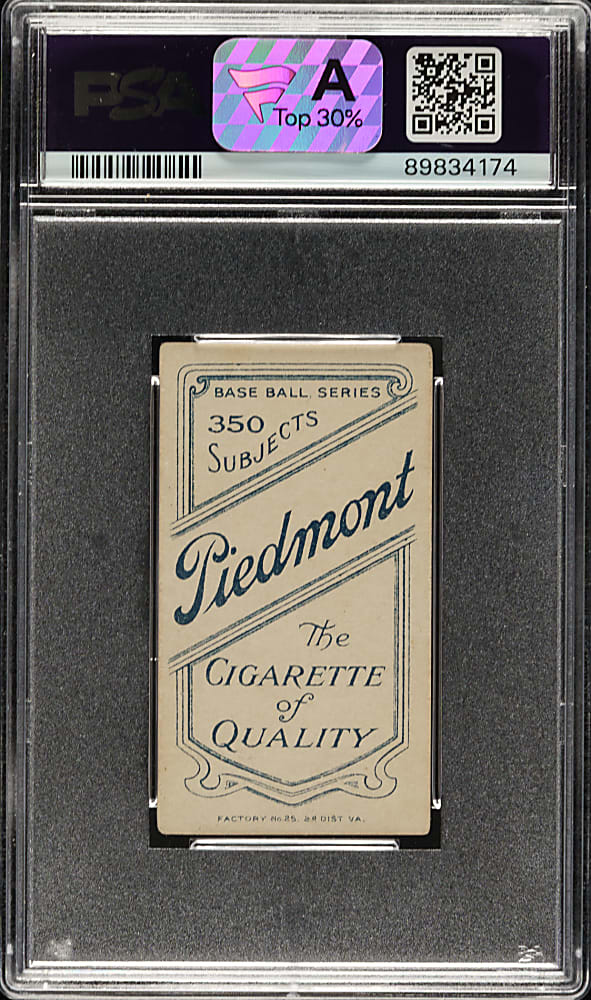 PSA
A
Top 30%
89834174
BASE BALL SERIES
350
SUBJECTS
Piedmont
The
CIGARETTE
of
QUALITY
FACTORY No. 25. 2D DIST VA.